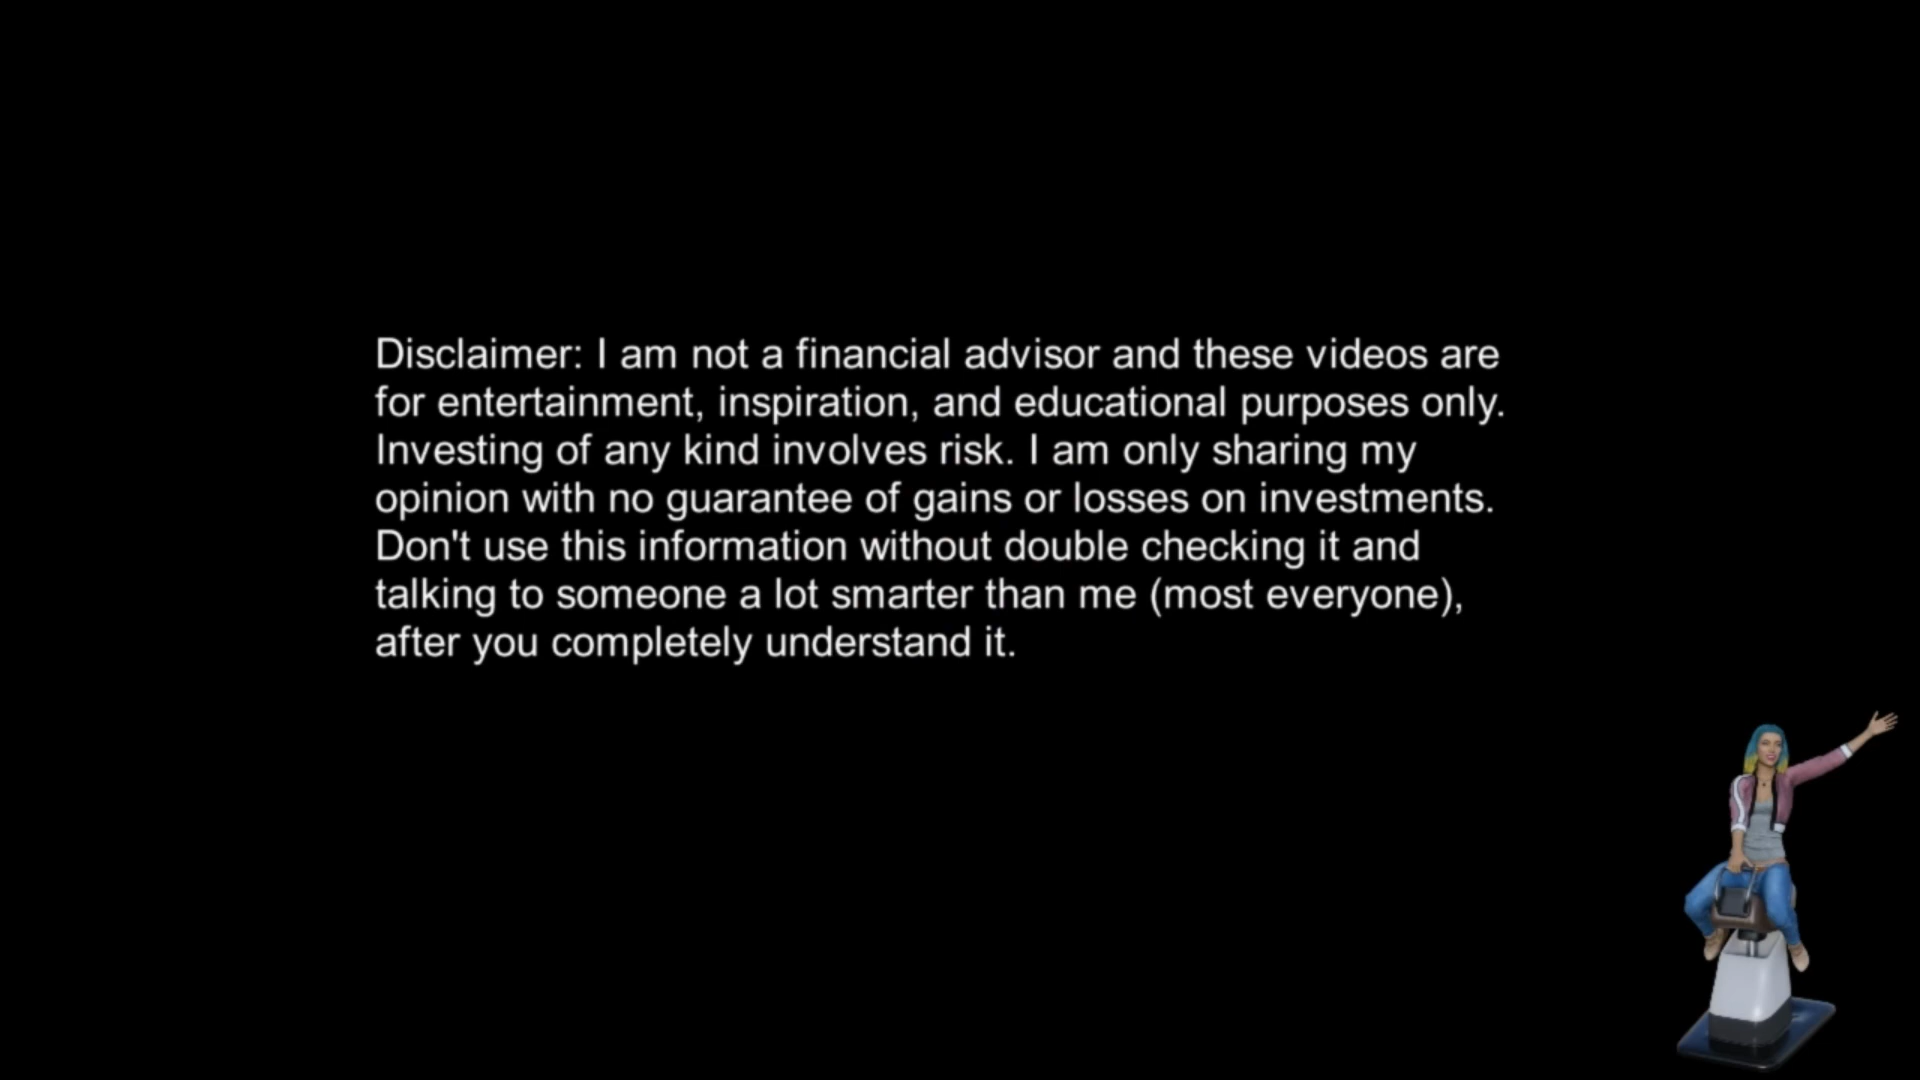 Disclaimer: I am not a financial advisor and these videos are
for entertainment, inspiration, and educational purposes only.
Investing of any kind involves risk. I am only sharing my
opinion with no guarantee of gains or losses on investments.
Don't use this information without double checking it and
talking to someone a lot smarter than me (most everyone),
after you completely understand it.